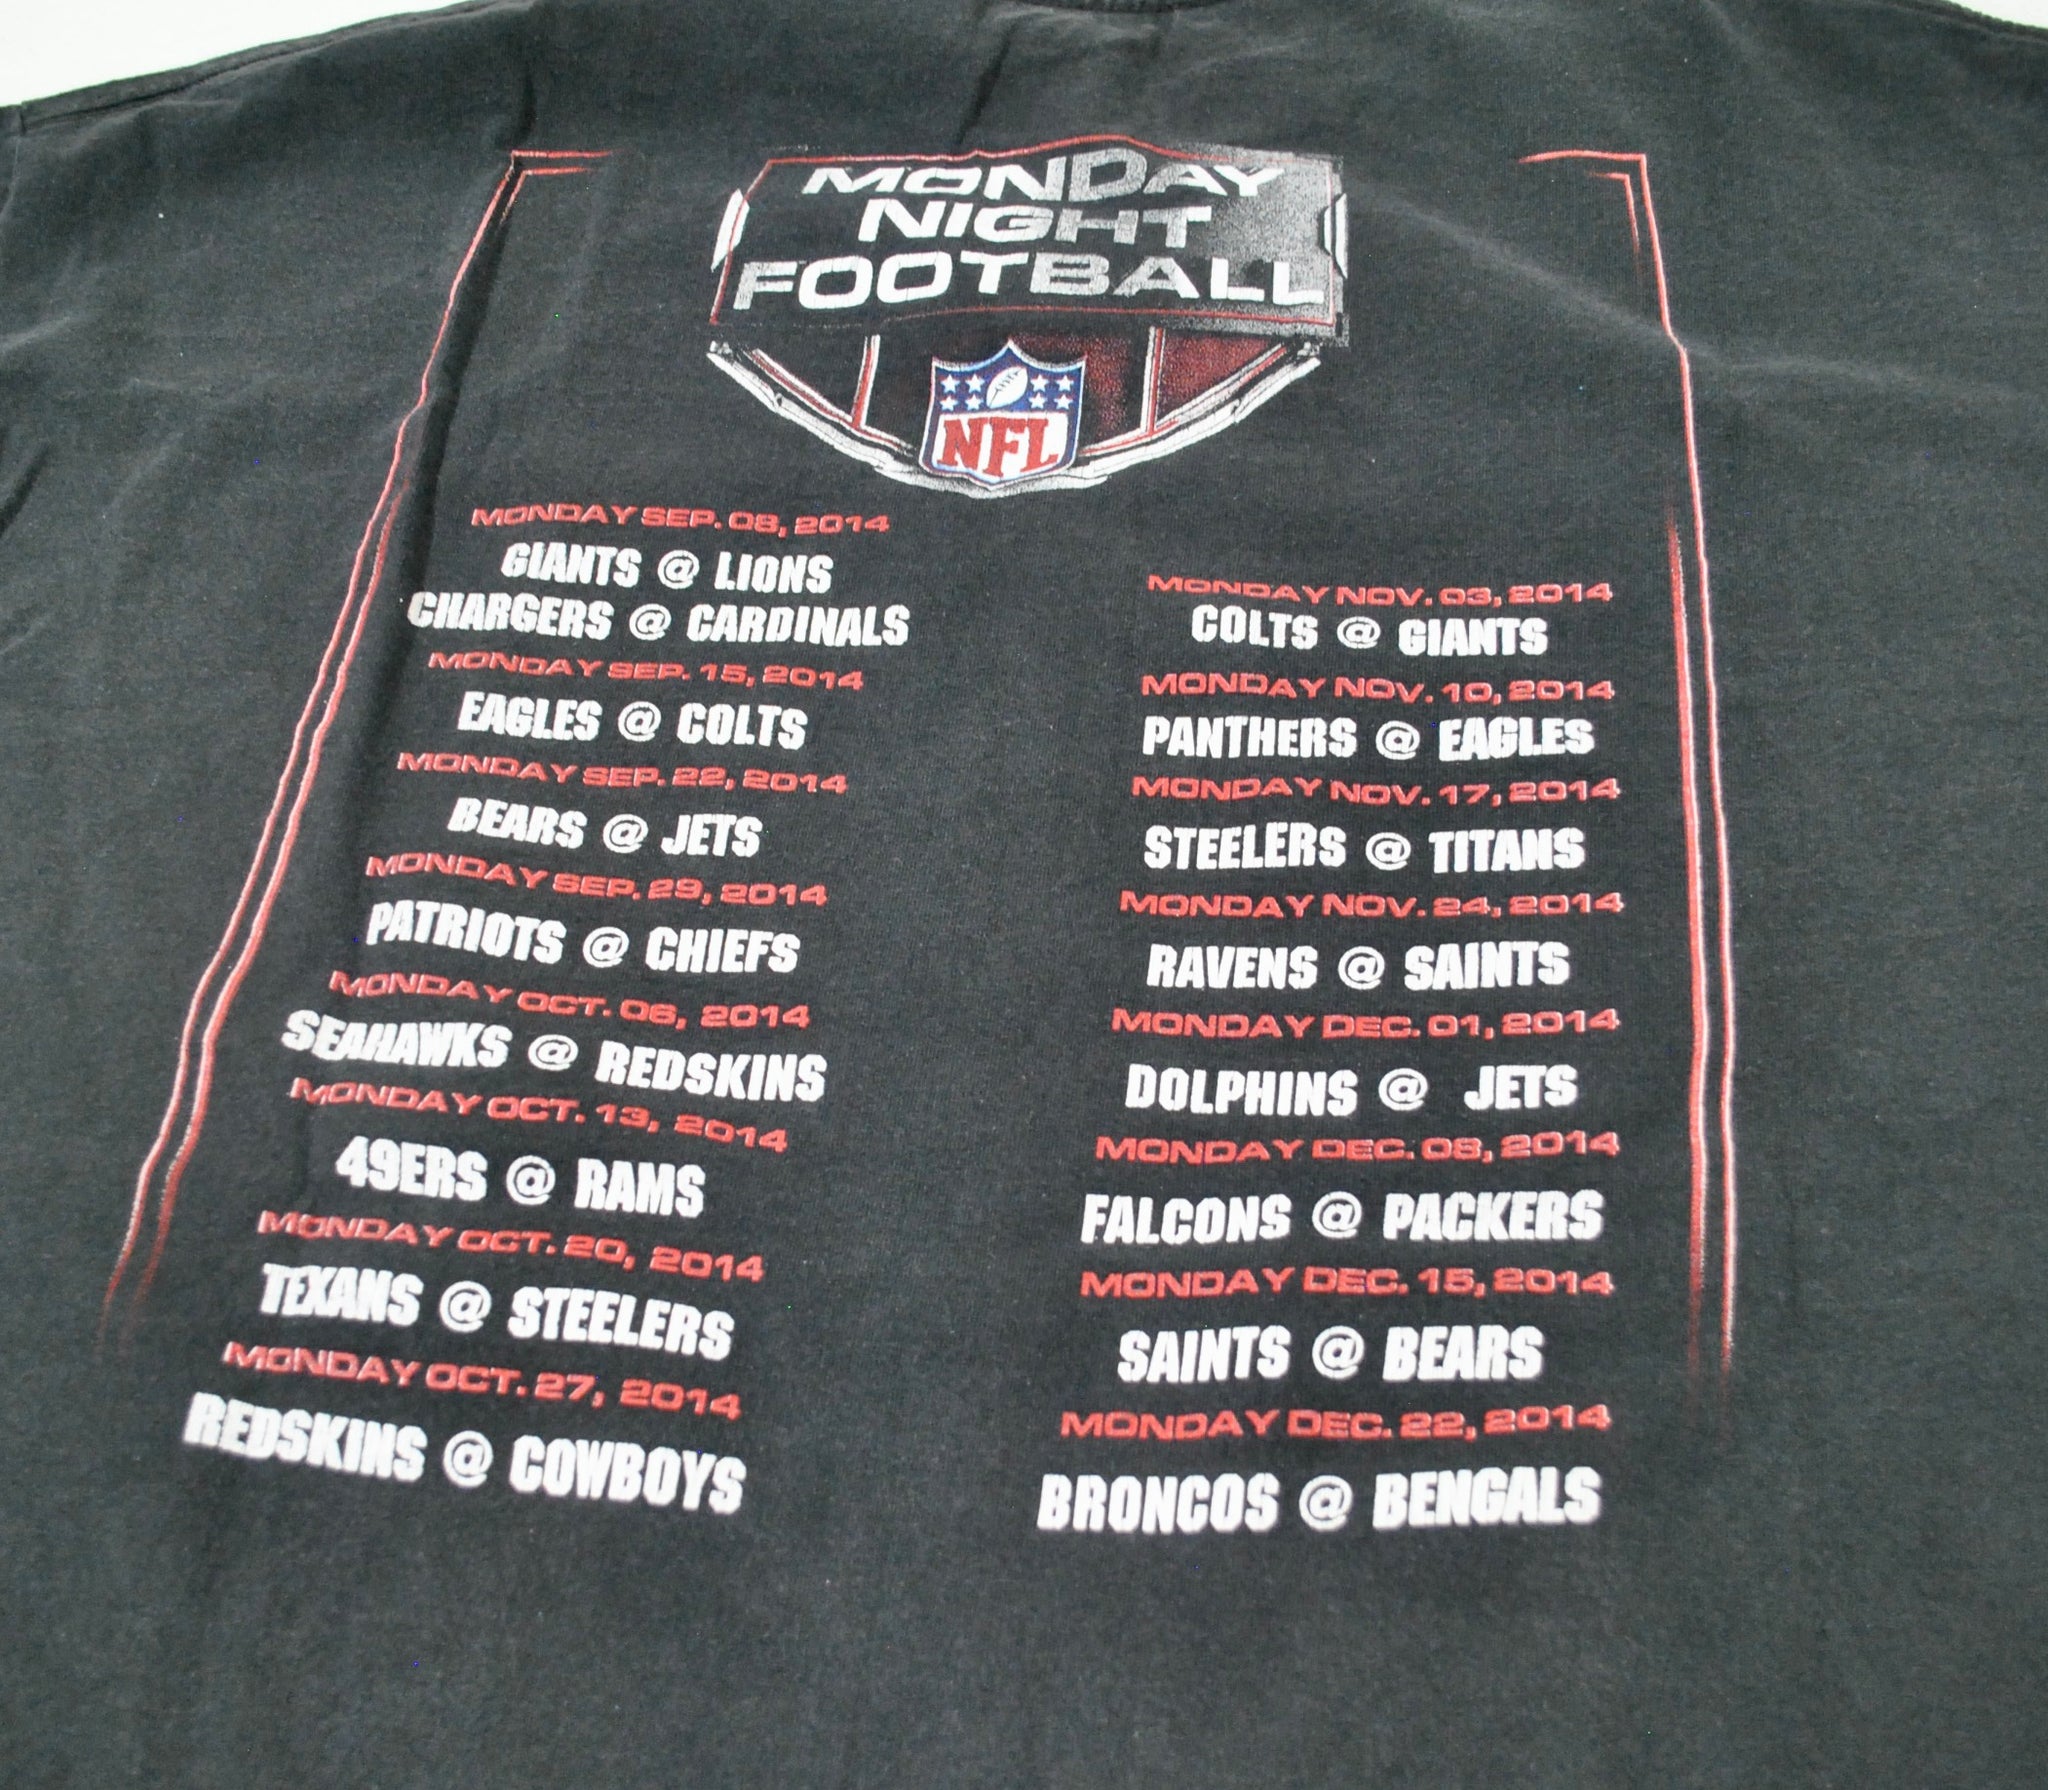 MONDAY
NIGHT
FOOTBALL
NFL
MONDAY SEP. 08, 2014
GIANTS @ LIONS
CHARGERS @ CARDINALS
MONDAY SEP. 15, 2014
EAGLES @ COLTS
MONDAY SEP. 22, 2014
BEARS @ JETS
MONDAY SEP. 29, 2014
PATRIOTS @ CHIEFS
MONDAY OCT. 06, 2014
SEAHAWKS @ REDSKINS
MONDAY OCT. 13, 2014
49ERS @ RAMS
MONDAY OCT. 20, 2014
TEXANS @ STEELERS
MONDAY OCT. 27, 2014
REDSKINS @ COWBOYS
MONDAY NOV. 03, 2014
COLTS @ GIANTS
MONDAY NOV. 10, 2014
PANTHERS @ EAGLES
MONDAY NOV. 17, 2014
STEELERS @ TITANS
MONDAY NOV. 24, 2014
RAVENS @ SAINTS
MONDAY DEC. 01, 2014
DOLPHINS @ JETS
MONDAY DEC. 08, 2014
FALCONS @ PACKERS
MONDAY DEC. 15, 2014
SAINTS @ BEARS
MONDAY DEC. 22, 2014
BRONCOS @ BENGALS